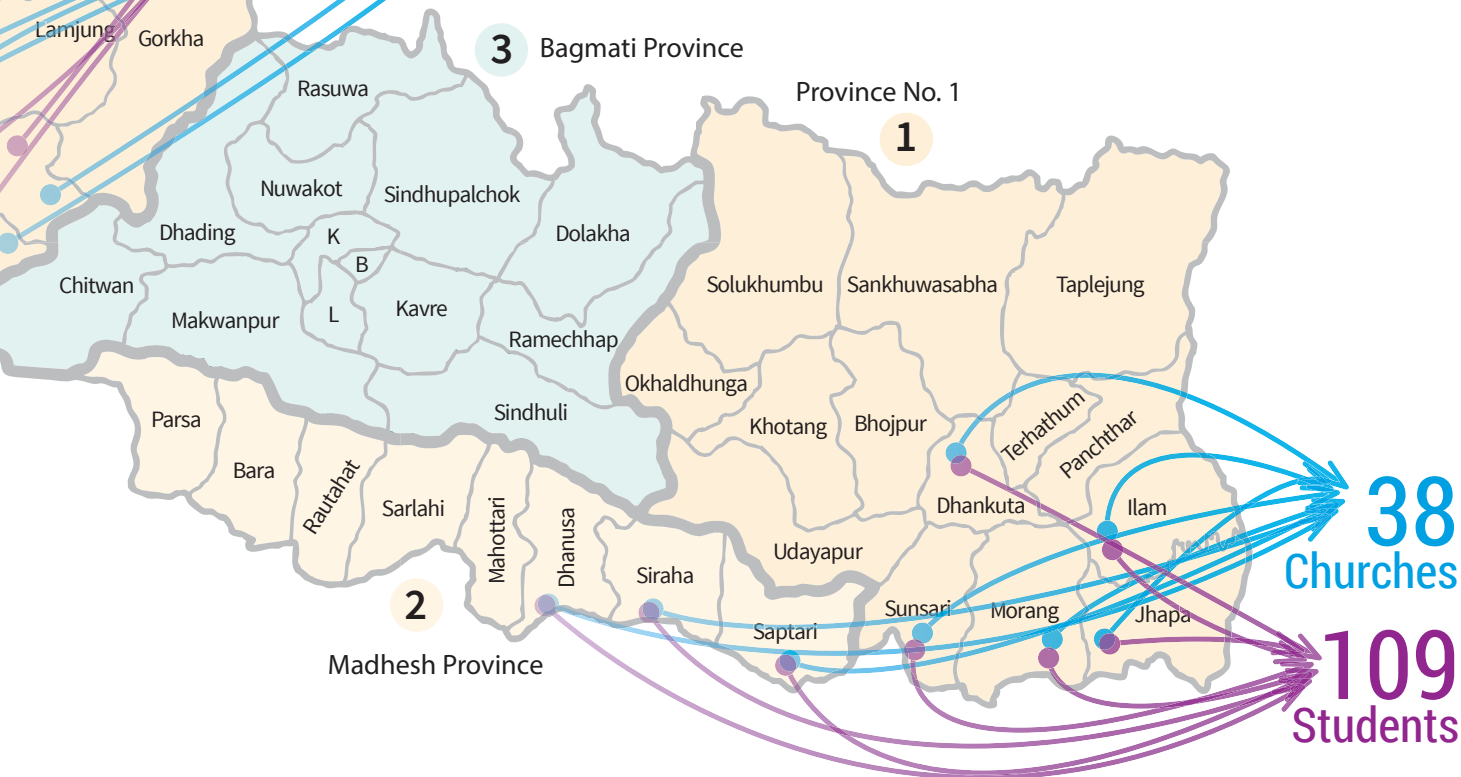 Lamjung
Gorkha
3 Bagmati Province
Rasuwa
Province No. 1
1
Nuwakot
Sindhupalchok
Dhading
K
Dolakha
B
Chitwan
Solukhumbu
Sankhuwasabha
Taplejung
Makwanpur
L
Kavre
Ramechhap
Okhaldhunga
Sindhuli
Parsa
Khotang
Bhojpur
Terhathum
Panchthar
Bara
Rautahat
Sarlahi
Mahottari
Dhanusa
Dhankuta
Ilam
38
Churches
Udayapur
Siraha
2
Madhesh Province
Saptari
Sunsari
Morang
Jhapa
109
Students